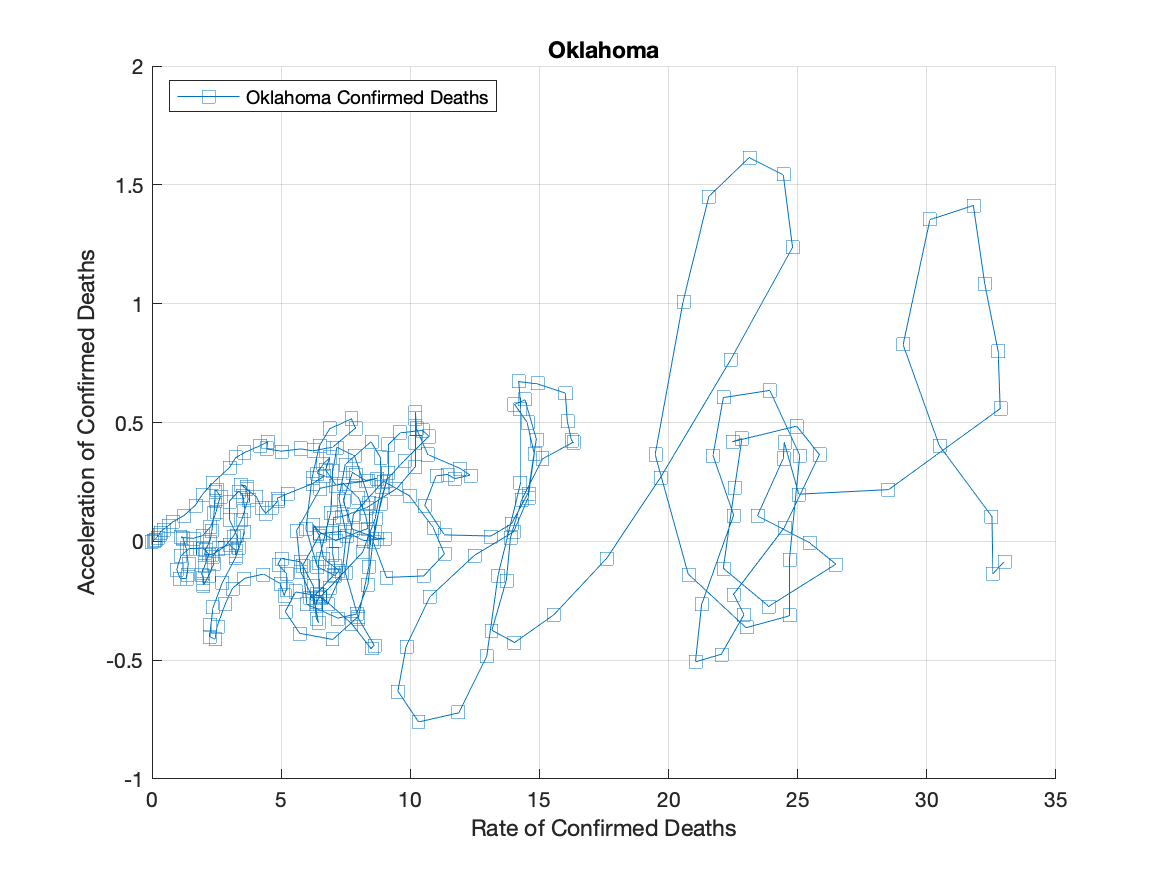 Oklahoma
Oklahoma Confirmed Deaths
2
1.5
1
0.5
0
-0.5
-1
Acceleration of Confirmed Deaths
0 5 10 15 20 25 30 35
Rate of Confirmed Deaths